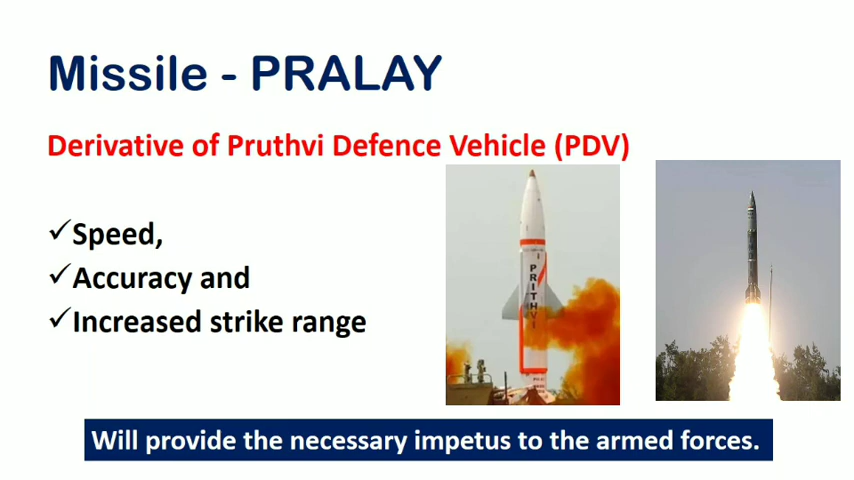 Missile - PRALAY
Derivative of Pruthvi Defence Vehicle (PDV)
✓Speed,
✓Accuracy and
✓Increased strike range
PRITHVI
Will provide the necessary impetus to the armed forces.